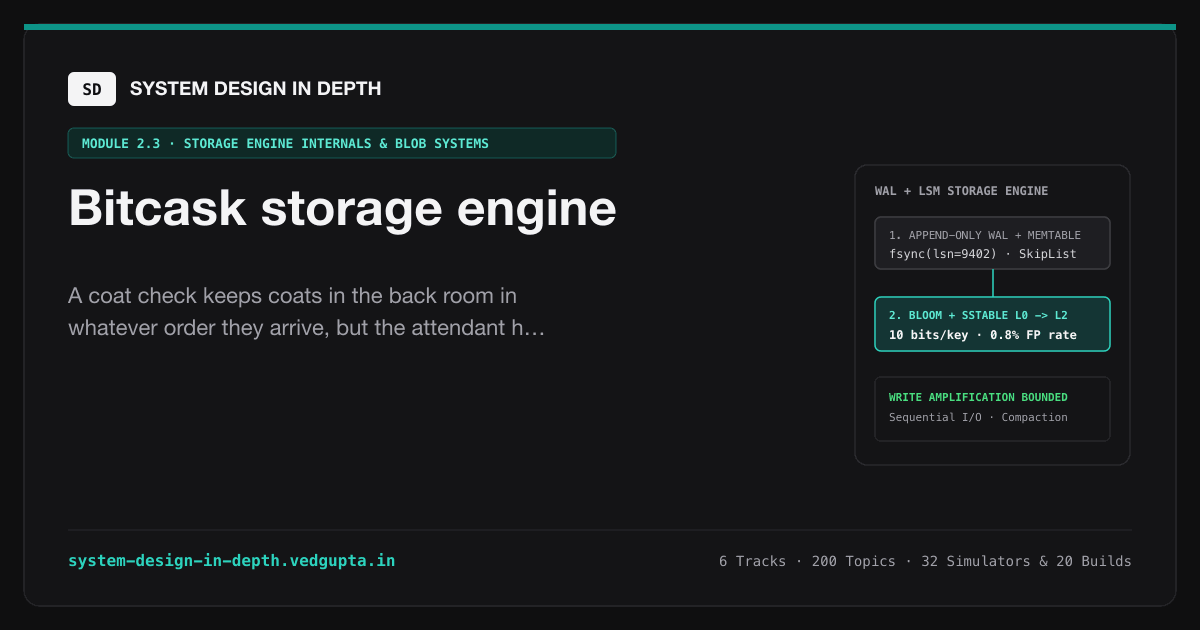 SD
SYSTEM DESIGN IN DEPTH
MODULE 2.3 · STORAGE ENGINE INTERNALS & BLOB SYSTEMS
Bitcask storage engine
A coat check keeps coats in the back room in
whatever order they arrive, but the attendant h…
WAL + LSM STORAGE ENGINE
1. APPEND-ONLY WAL + MEMTABLE
fsync(lsn=9402) · SkipList
2. BLOOM + SSTABLE L0 -> L2
10 bits/key · 0.8% FP rate
WRITE AMPLIFICATION BOUNDED
Sequential I/O · Compaction
system-design-in-depth.vedgupta.in
6 Tracks · 200 Topics · 32 Simulators & 20 Builds